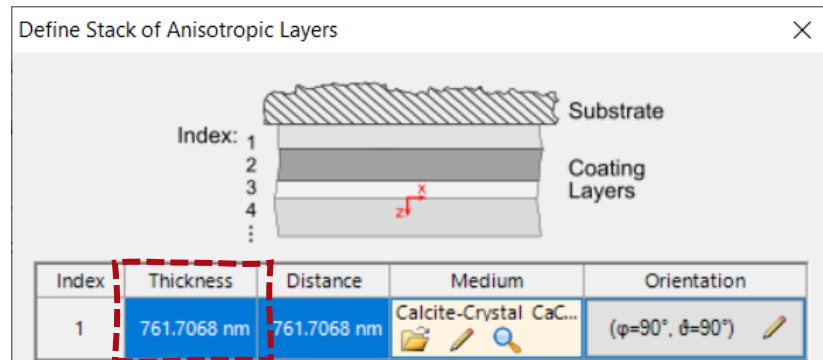 Define Stack of Anisotropic Layers
Substrate
Index: 1
2
3
4
⋮
Coating
Layers
x
z
Index Thickness Distance Medium Orientation
1 761.7068 nm 761.7068 nm Calcite-Crystal CaC... (φ=90°, ϑ=90°)